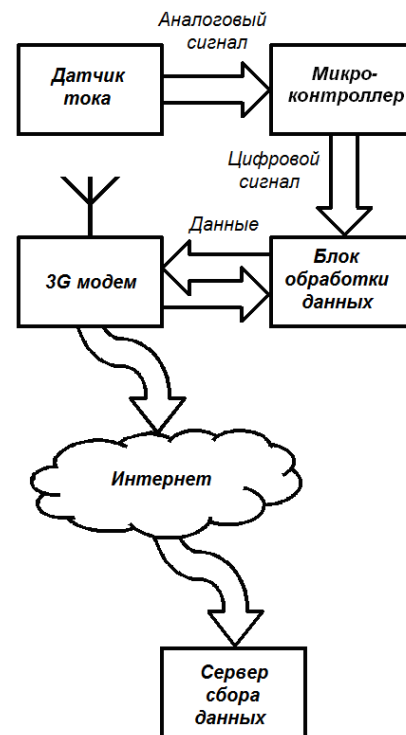 Аналоговый
сигнал
Датчик
тока
Микро-
контроллер
Цифровой
сигнал
Данные
3G модем
Блок
обработки
данных
Интернет
Сервер
сбора
данных